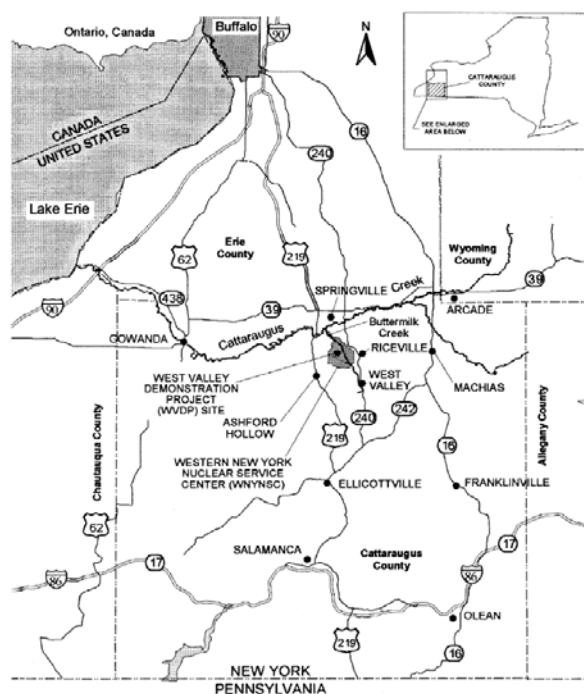 Ontario, Canada
Buffalo
90
N
CATTARAUGUS
COUNTY
SEE ENLARGED
AREA BELOW
CANADA
UNITED STATES
Lake Erie
16
240
62
Erie
County
219
Wyoming
County
90
438
39
SPRINGVILLE
Creek
39
ARCADE
GOWANDA
Cattaraugus
Buttermilk
Creek
RICEVILLE
WEST VALLEY
DEMONSTRATION
PROJECT
(WVDP) SITE
WEST
VALLEY
MACHIAS
ASHFORD
HOLLOW
240
242
219
16
WESTERN NEW YORK
NUCLEAR SERVICE
CENTER (WNYNSC)
Chautauqua County
Allegany County
ELLICOTTVILLE
FRANKLINVILLE
62
SALAMANCA
Cattaraugus
County
17
17
86
86
OLEAN
219
16
NEW YORK
PENNSYLVANIA